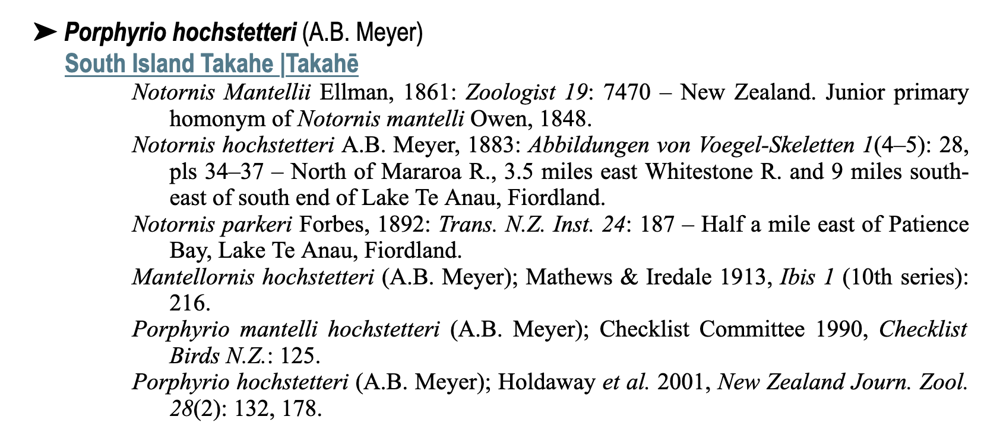 ➤ Porphyrio hochstetteri (A.B. Meyer)
South Island Takahe |Takahē
Notornis Mantellii Ellman, 1861: Zoologist 19: 7470 – New Zealand. Junior primary
homonym of Notornis mantelli Owen, 1848.
Notornis hochstetteri A.B. Meyer, 1883: Abbildungen von Voegel-Skeletten 1(4–5): 28,
pls 34–37 – North of Mararoa R., 3.5 miles east Whitestone R. and 9 miles south-
east of south end of Lake Te Anau, Fiordland.
Notornis parkeri Forbes, 1892: Trans. N.Z. Inst. 24: 187 – Half a mile east of Patience
Bay, Lake Te Anau, Fiordland.
Mantellornis hochstetteri (A.B. Meyer); Mathews & Iredale 1913, Ibis 1 (10th series):
216.
Porphyrio mantelli hochstetteri (A.B. Meyer); Checklist Committee 1990, Checklist
Birds N.Z.: 125.
Porphyrio hochstetteri (A.B. Meyer); Holdaway et al. 2001, New Zealand Journ. Zool.
28(2): 132, 178.